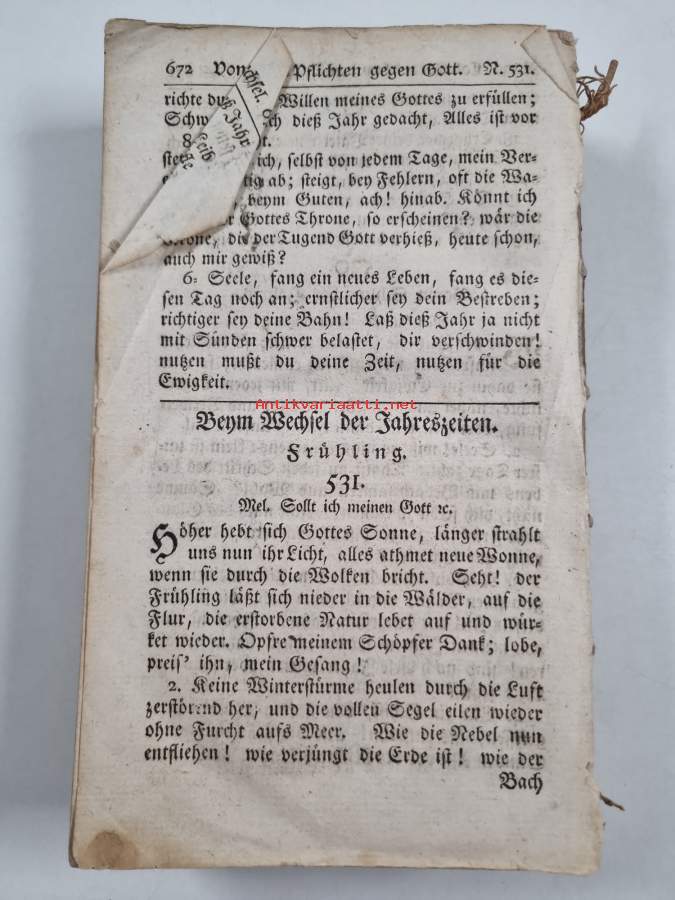 672 Von Pflichten gegen Gott. N. 531.
richte Willen meines Gottes zu erfüllen;
Schw ch dieß Jahr gedacht, Alles ist vor
ich, selbst von jedem Tage, mein Ver-
tig ab; steigt, bey Fehlern, oft die Wa-
beym Guten, ach! hinab. Könnt ich
Gottes Throne, so erscheinen? wär die
Krone, die der Tugend Gott verhieß, heute schon,
auch mir gewiß?
6. Seele, fang ein neues Leben, fang es die-
sen Tag noch an; ernstlicher sey dein Bestreben;
richtiger sey deine Bahn! Laß dieß Jahr ja nicht
mit Sünden schwer belastet, dir verschwinden!
nutzen mußt du deine Zeit, nutzen für die
Ewigkeit.
Antikvariaatti.net
Beym Wechsel der Jahreszeiten.
Frühling.
531.
Mel. Sollt ich meinen Gott ꝛc.
Höher hebt sich Gottes Sonne, länger strahlt
uns nun ihr Licht, alles athmet neue Wonne,
wenn sie durch die Wolken bricht. Seht! der
Frühling läßt sich nieder in die Wälder, auf die
Flur, die erstorbene Natur lebet auf und wür-
ket wieder. Opfre meinem Schöpfer Dank; lobe,
preis' ihn, mein Gesang!
2. Keine Winterstürme heulen durch die Luft
zerstörend her, und die vollen Segel eilen wieder
ohne Furcht aufs Meer. Wie die Nebel nun
entfliehen! wie verjüngt die Erde ist! wie der
Bach